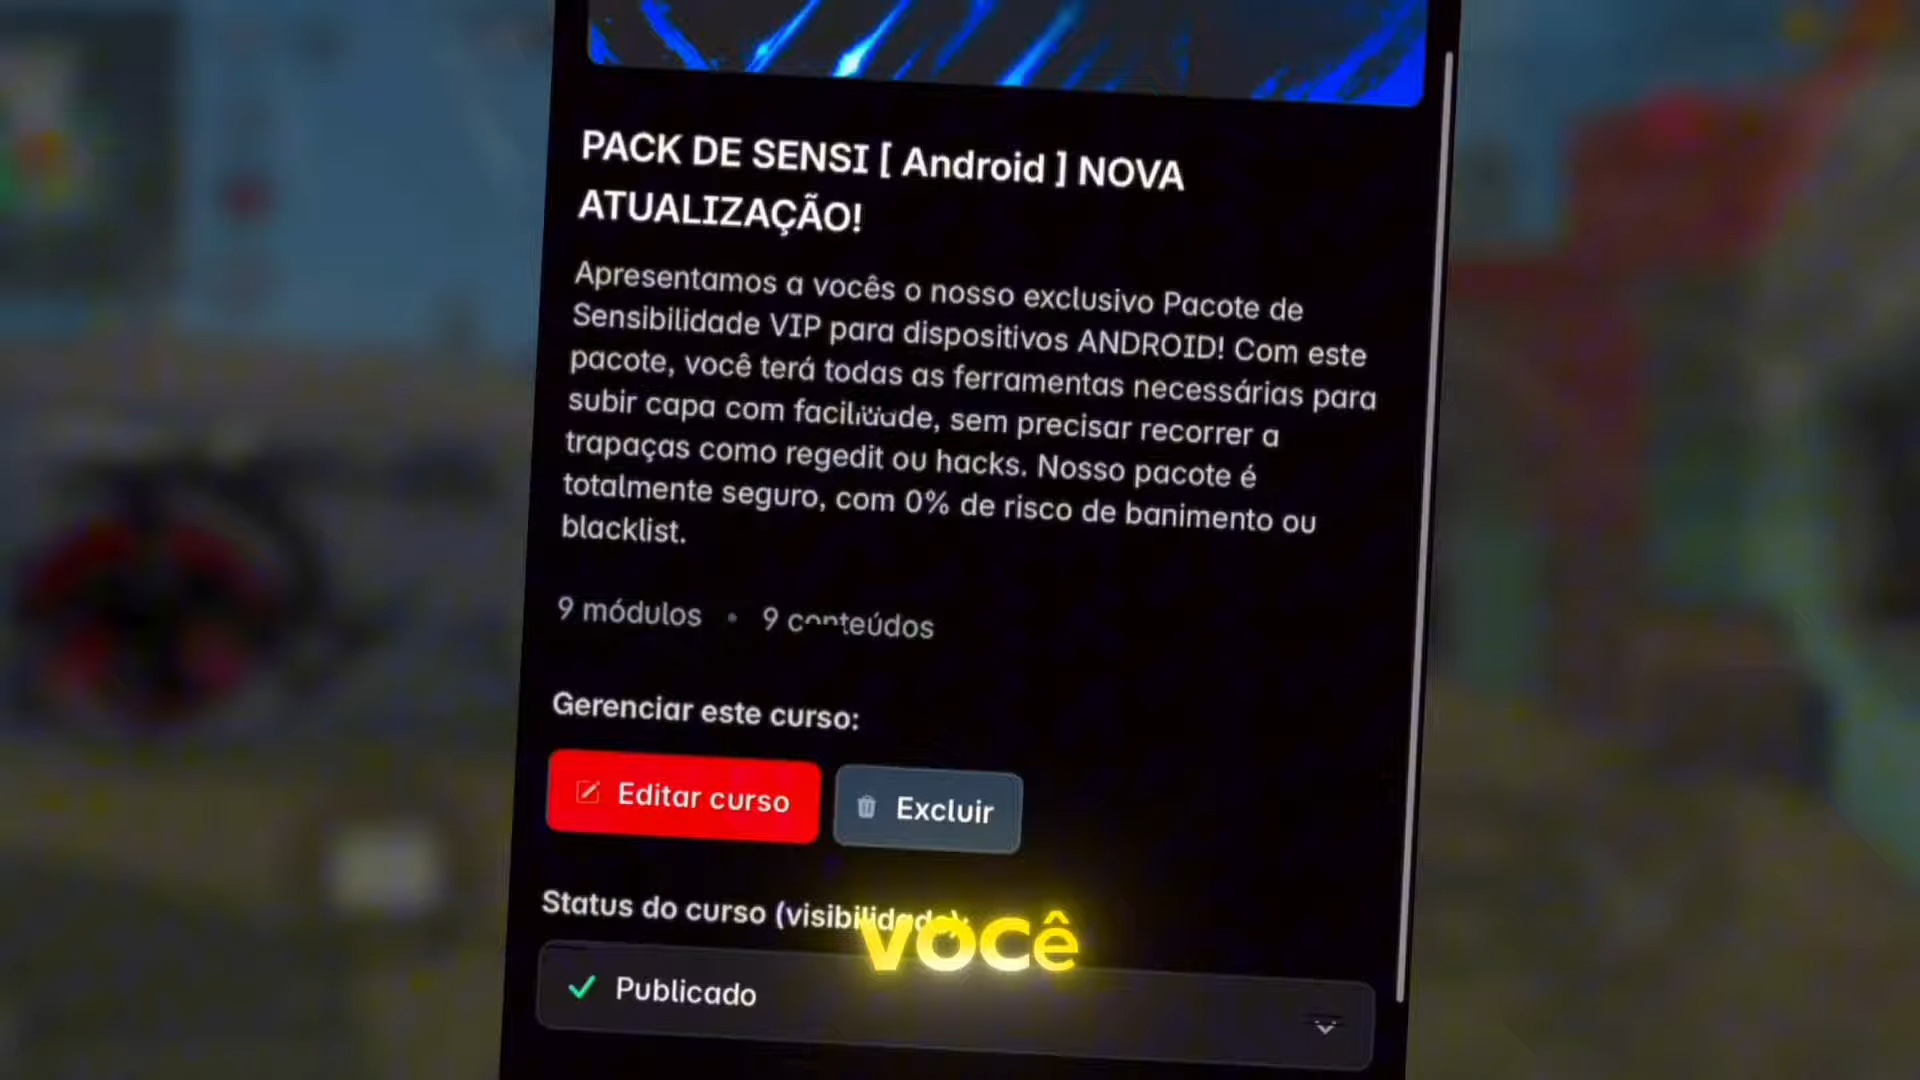 PACK DE SENSI [ Android ] NOVA
ATUALIZAÇÃO!
Apresentamos a vocês o nosso exclusivo Pacote de
Sensibilidade VIP para dispositivos ANDROID! Com este
pacote, você terá todas as ferramentas necessárias para
subir capa com facilidade, sem precisar recorrer a
trapaças como regedit ou hacks. Nosso pacote é
totalmente seguro, com 0% de risco de banimento ou
blacklist.
9 módulos • 9 conteúdos
Gerenciar este curso:
Editar curso
Excluir
Status do curso (visibilidade):
VOCÊ
Publicado